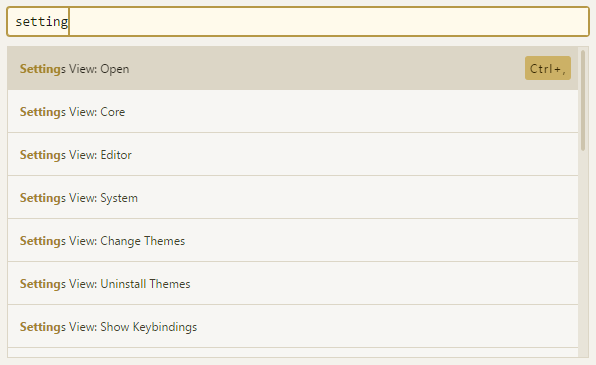 setting
Settings View: Open Ctrl+,
Settings View: Core
Settings View: Editor
Settings View: System
Settings View: Change Themes
Settings View: Uninstall Themes
Settings View: Show Keybindings